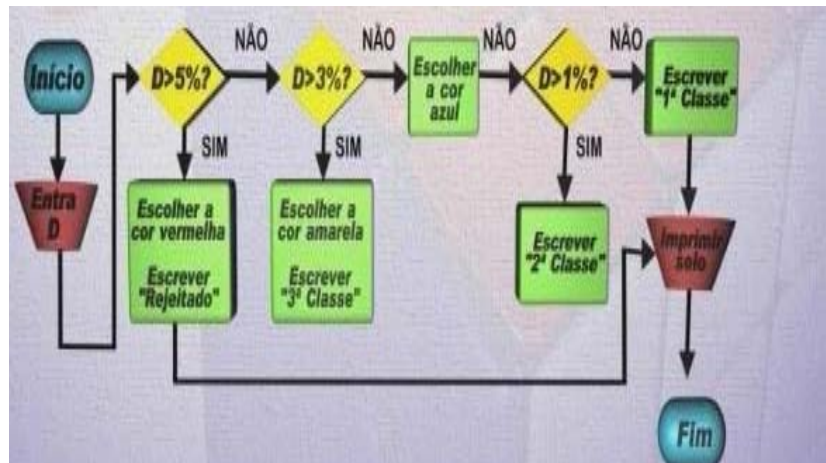 Início
Entra
D
D>5%?
NÃO
SIM
Escolher a
cor vermelha
Escrever
"Rejeitado"
D>3%?
NÃO
SIM
Escolher a
cor amarela
Escrever
"3ª Classe"
Escolher
a cor
azul
NÃO
D>1%?
NÃO
SIM
Escrever
"2ª Classe"
Escrever
"1ª Classe"
Imprimir
selo
Fim